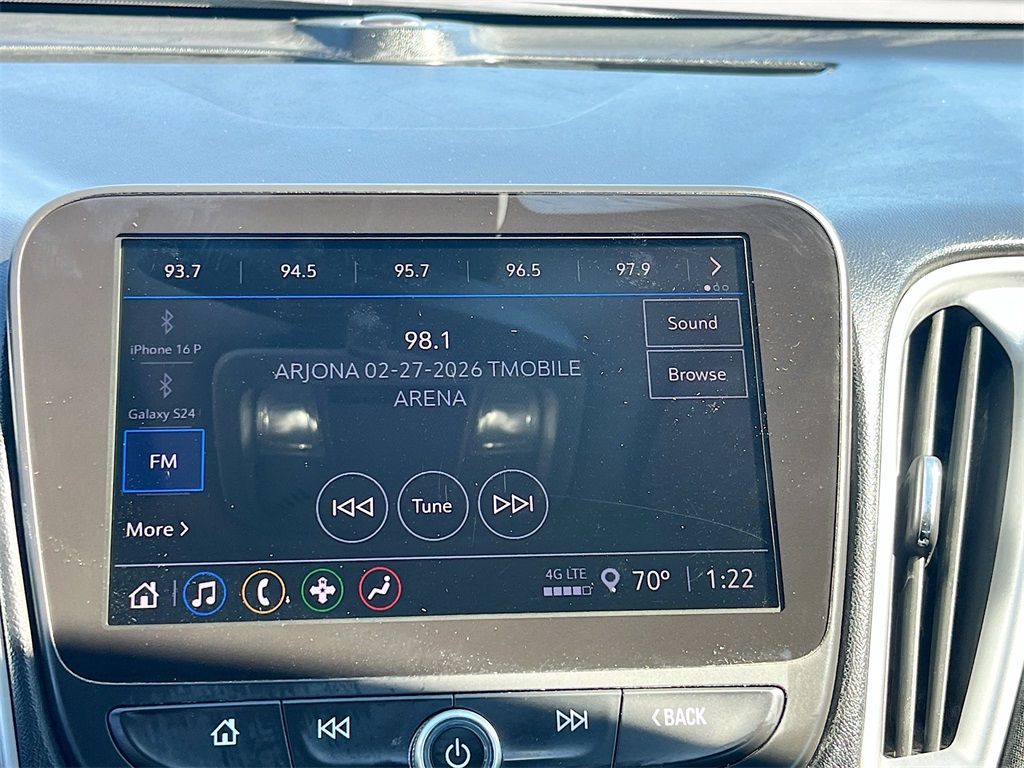 93.7 94.5 95.7 96.5 97.9
iPhone 16 P
98.1
Sound
ARJONA 02-27-2026 TMOBILE
ARENA
Browse
Galaxy S24
FM
Tune
More
4G LTE 70° 1:22
BACK